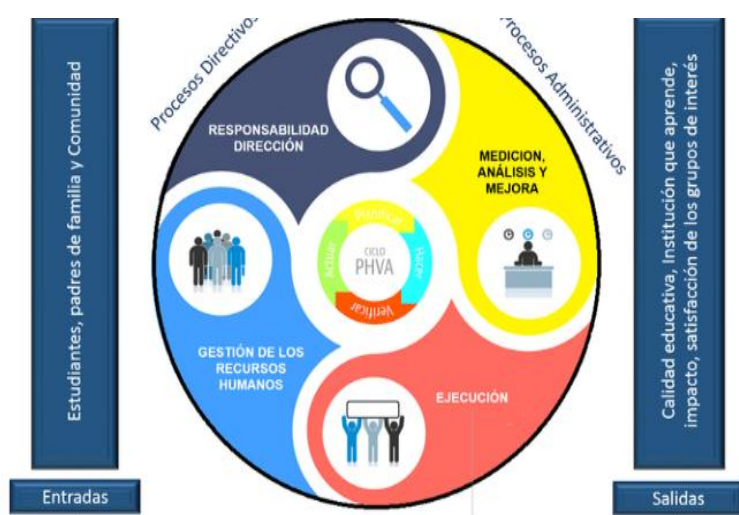 Estudiantes, padres de familia y Comunidad
Entradas
Procesos Directivos
Procesos Administrativos
RESPONSABILIDAD
DIRECCIÓN
MEDICION,
ANÁLISIS Y
MEJORA
Planificar
Hacer
Verificar
Actuar
CICLO
PHVA
GESTIÓN DE LOS
RECURSOS
HUMANOS
EJECUCIÓN
Calidad educativa, Institución que aprende,
impacto, satisfacción de los grupos de interés
Salidas